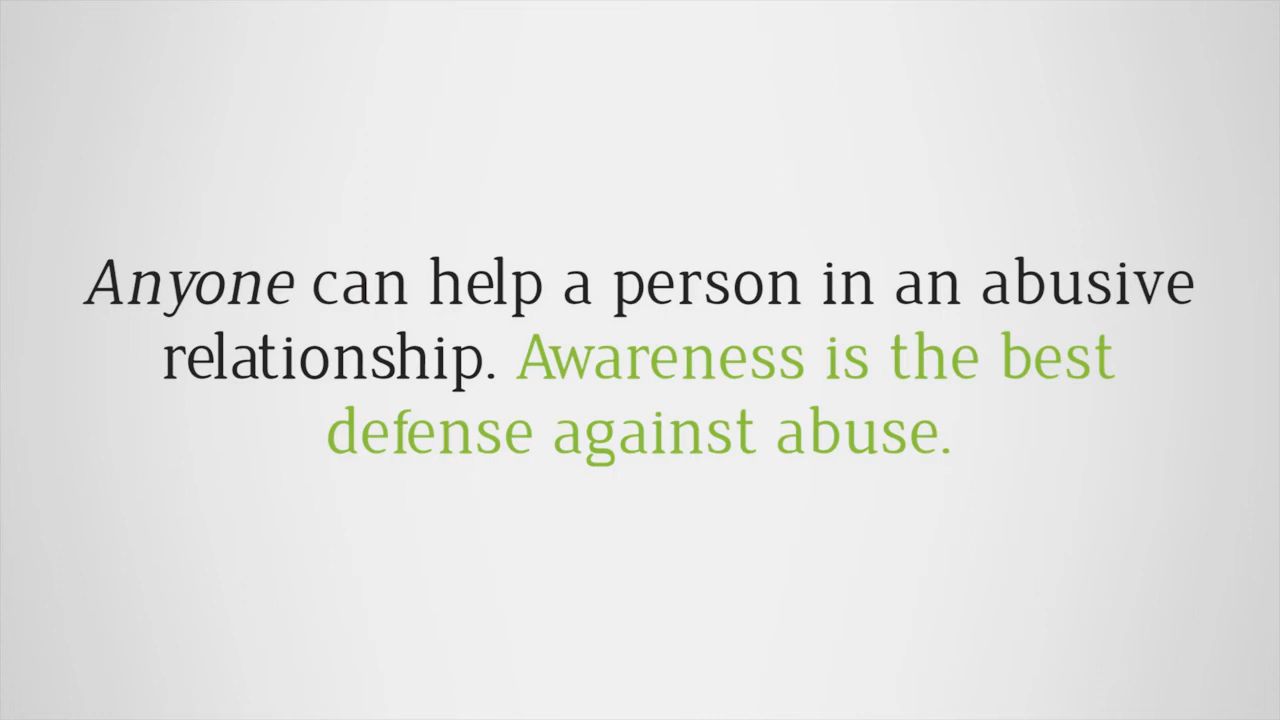 Anyone can help a person in an abusive
relationship. Awareness is the best
defense against abuse.